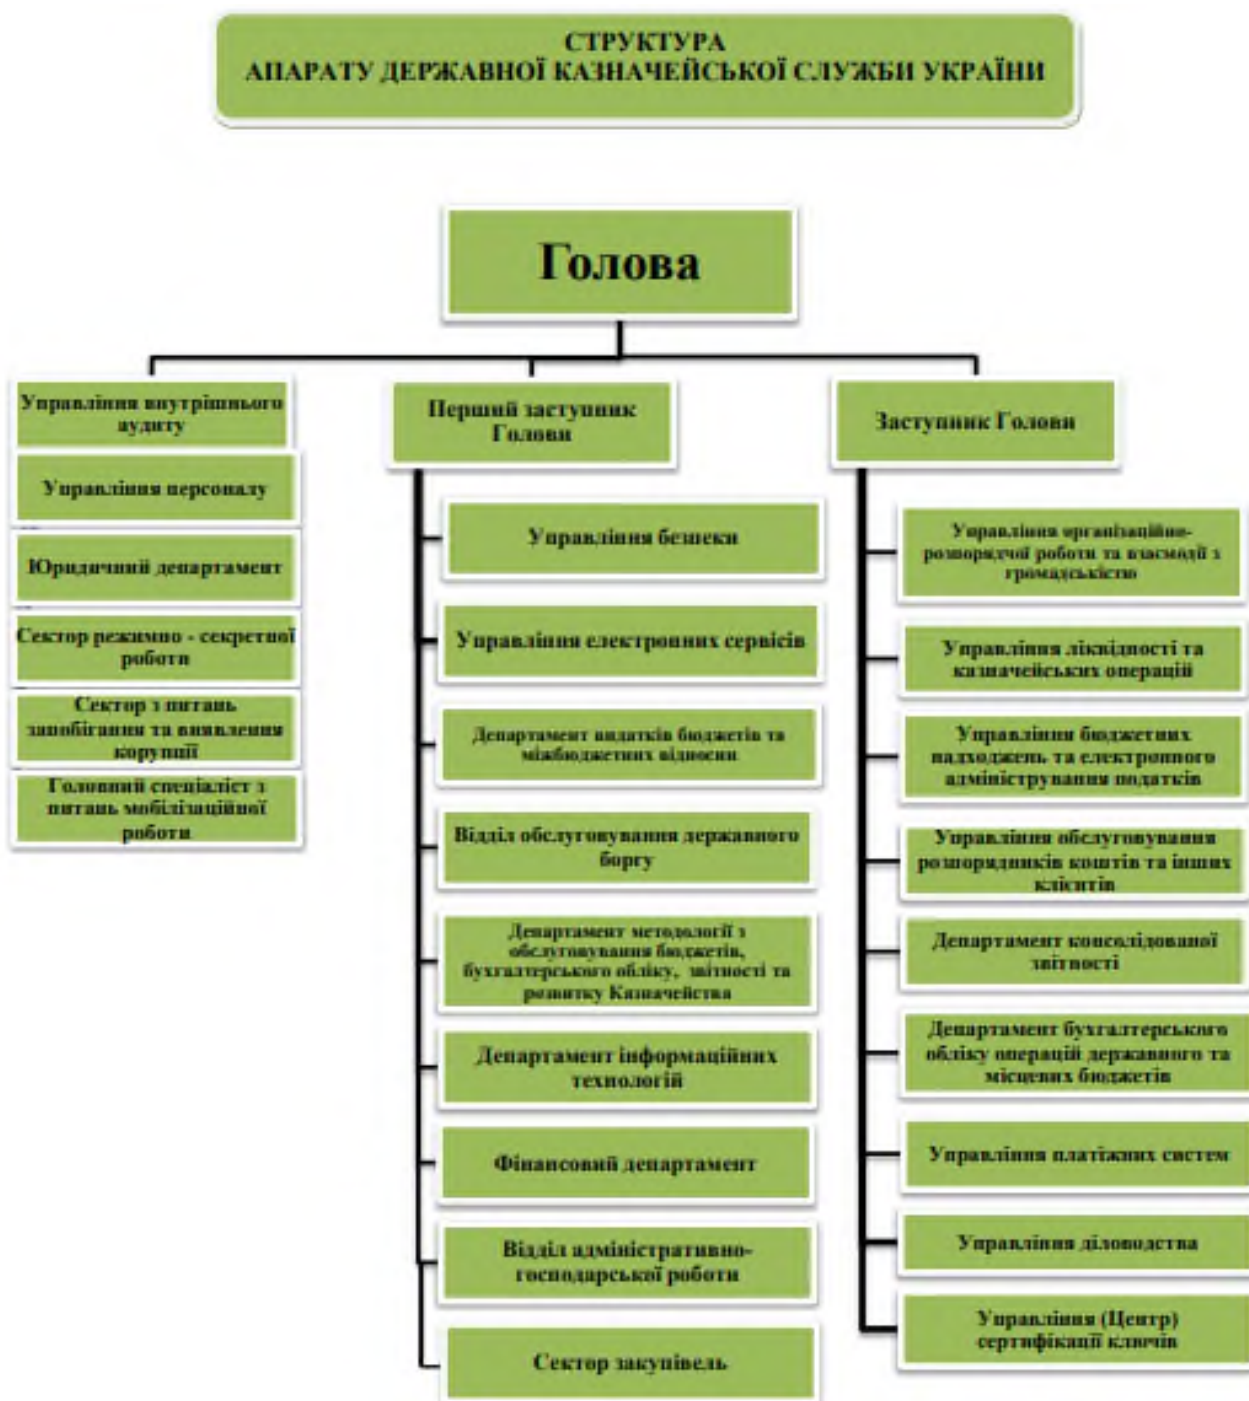 СТРУКТУРА
АПАРАТУ ДЕРЖАВНОЇ КАЗНАЧЕЙСЬКОЇ СЛУЖБИ УКРАЇНИ
Голова
Управління внутрішнього
аудиту
Управління персоналу
Юридичний департамент
Сектор режимно - секретної
роботи
Сектор з питань
запобігання та виявлення
корупції
Головний спеціаліст з
питань мобілізаційної
роботи
Перший заступник
Голови
Управління безпеки
Управління електронних сервісів
Департамент видатків бюджетів та
міжбюджетних відносин
Відділ обслуговування державного
боргу
Департамент методології з
обслуговування бюджетів,
бухгалтерського обліку, звітності та
розвитку Казначейства
Департамент інформаційних
технологій
Фінансовий департамент
Відділ адміністративно-
господарської роботи
Сектор закупівель
Заступник Голови
Управління організаційно-
розпорядчої роботи та взаємодії з
громадськістю
Управління ліквідності та
казначейських операцій
Управління бюджетних
надходжень та електронного
адміністрування податків
Управління обслуговування
розпорядників коштів та інших
клієнтів
Департамент консолідованої
звітності
Департамент бухгалтерського
обліку операцій державного та
місцевих бюджетів
Управління платіжних систем
Управління діловодства
Управління (Центр)
сертифікації ключів